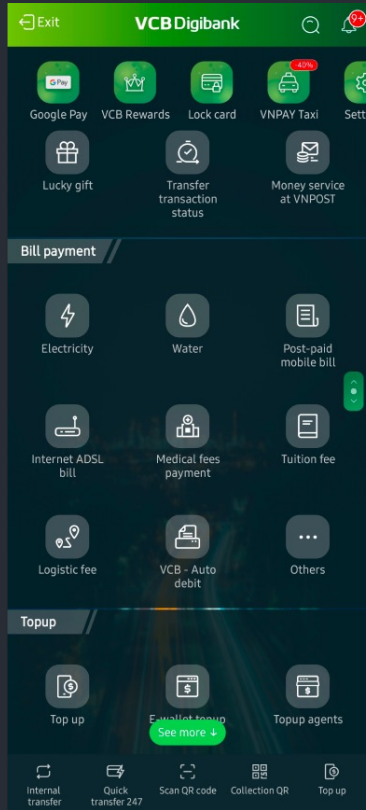 Exit
VCB Digibank
9+
G Pay
-40%
Google Pay
VCB Rewards
Lock card
VNPAY Taxi
Sett
Lucky gift
Transfer
transaction
status
Money service
at VNPOST
Bill payment
Electricity
Water
Post-paid
mobile bill
Internet ADSL
bill
Medical fees
payment
Tuition fee
Logistic fee
VCB - Auto
debit
Others
Topup
Top up
E-wallet topup
Topup agents
See more ↓
Internal
transfer
Quick
transfer 247
Scan QR code
Collection QR
Top up